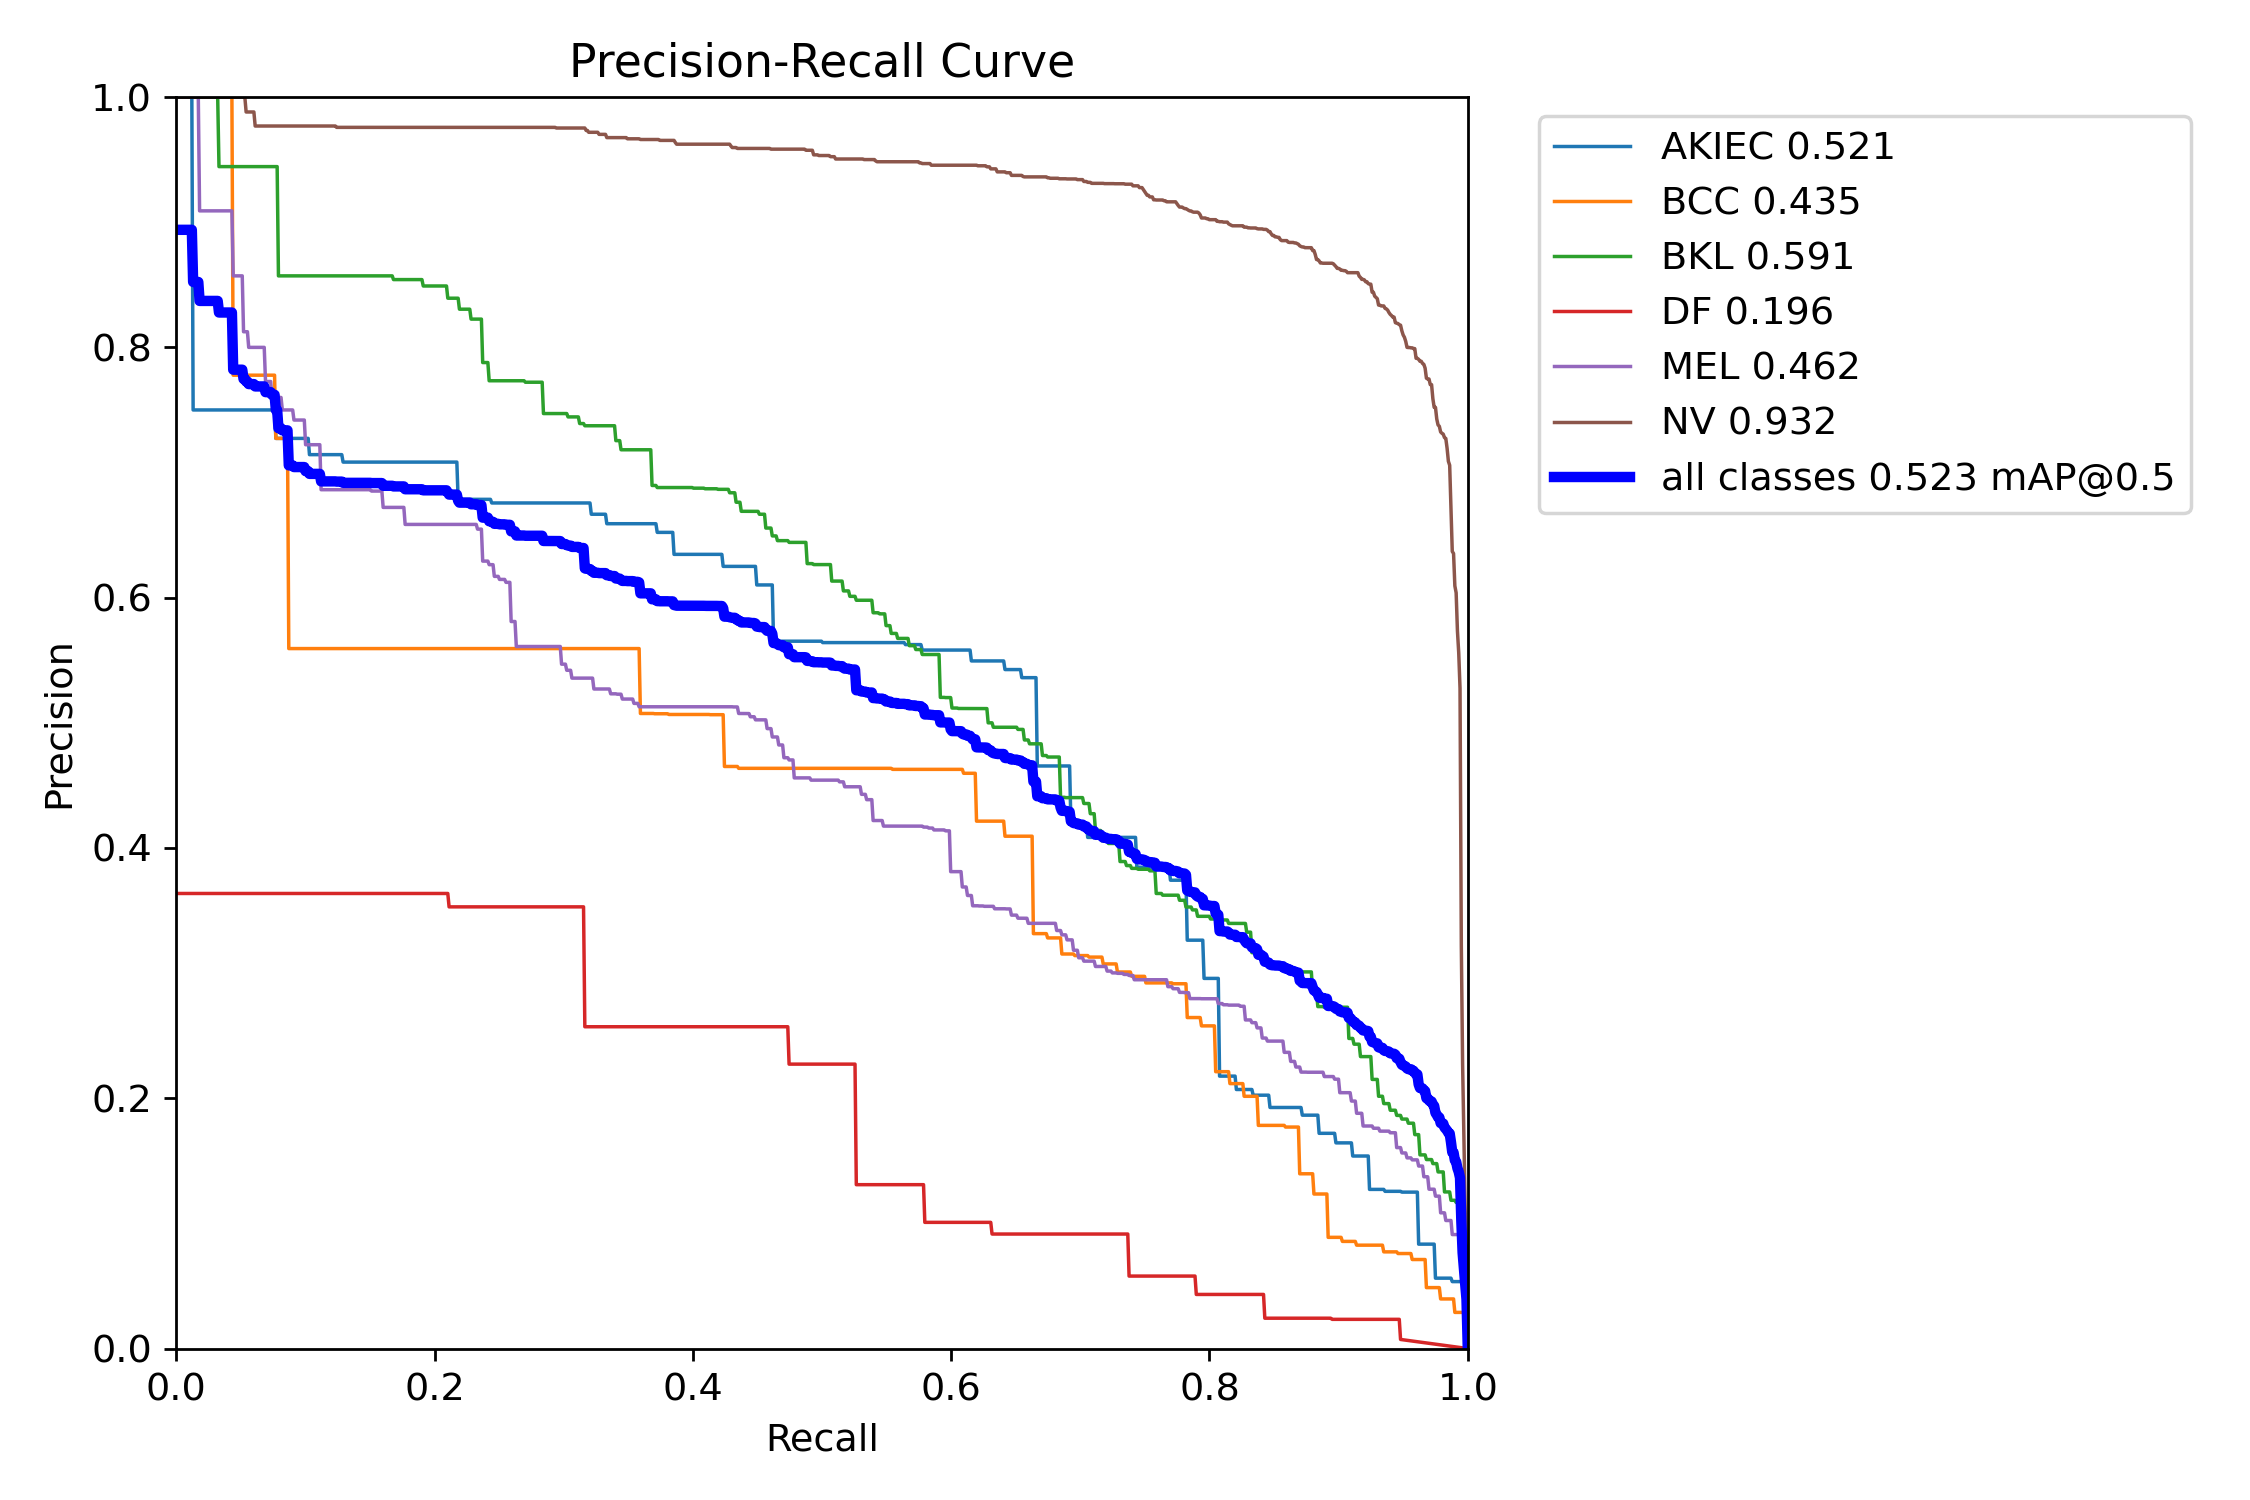 Precision-Recall Curve
1.0
0.8
0.6
0.4
0.2
0.0
Precision
0.0 0.2 0.4 0.6 0.8 1.0
Recall
AKIEC 0.521
BCC 0.435
BKL 0.591
DF 0.196
MEL 0.462
NV 0.932
all classes 0.523 mAP@0.5